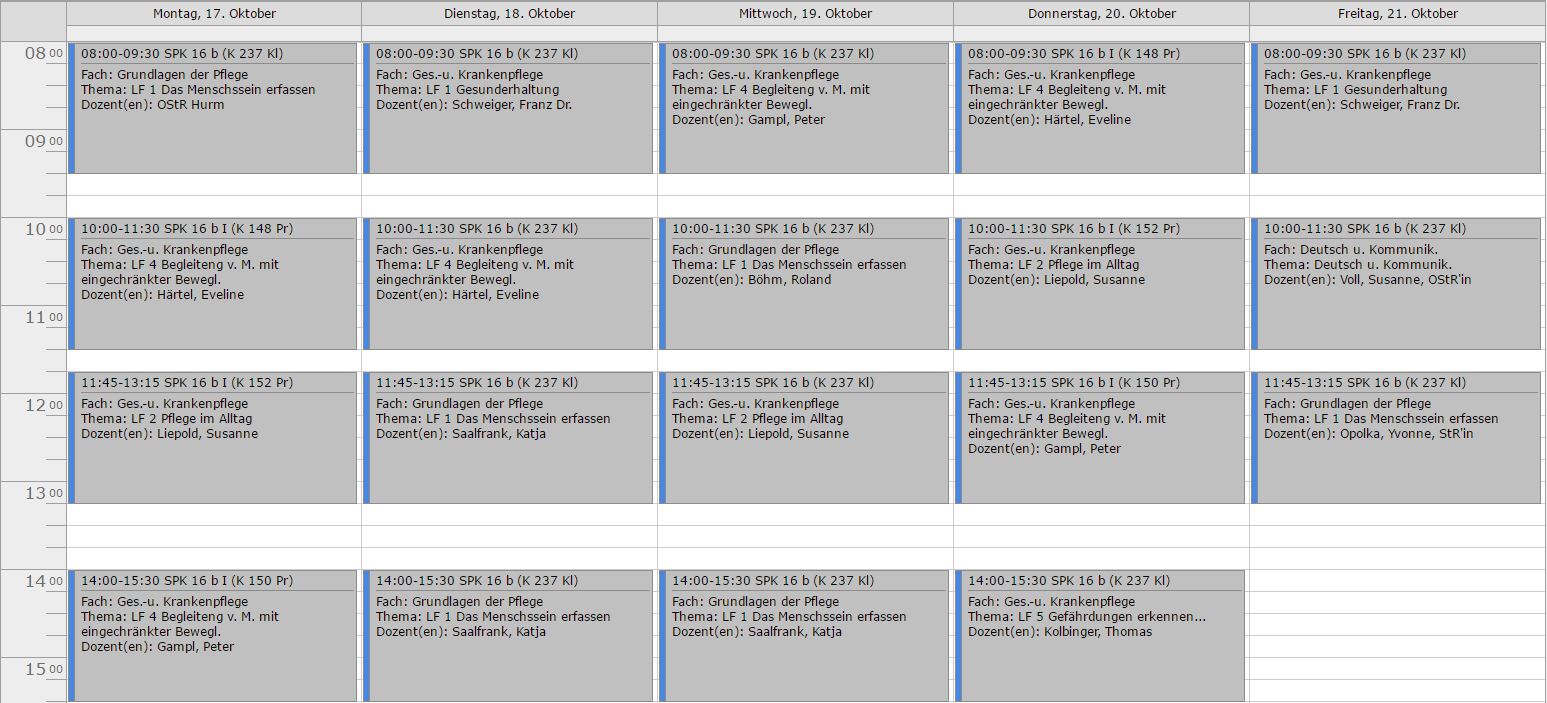 Montag, 17. Oktober
Dienstag, 18. Oktober
Mittwoch, 19. Oktober
Donnerstag, 20. Oktober
Freitag, 21. Oktober
08 00
08:00-09:30 SPK 16 b (K 237 Kl)
Fach: Grundlagen der Pflege
Thema: LF 1 Das Menschssein erfassen
Dozent(en): OStR Hurm
08:00-09:30 SPK 16 b (K 237 Kl)
Fach: Ges.-u. Krankenpflege
Thema: LF 1 Gesunderhaltung
Dozent(en): Schweiger, Franz Dr.
08:00-09:30 SPK 16 b (K 237 Kl)
Fach: Ges.-u. Krankenpflege
Thema: LF 4 Begleiteng v. M. mit
eingechränkter Bewegl.
Dozent(en): Gampl, Peter
08:00-09:30 SPK 16 b I (K 148 Pr)
Fach: Ges.-u. Krankenpflege
Thema: LF 4 Begleiteng v. M. mit
eingechränkter Bewegl.
Dozent(en): Härtel, Eveline
08:00-09:30 SPK 16 b (K 237 Kl)
Fach: Ges.-u. Krankenpflege
Thema: LF 1 Gesunderhaltung
Dozent(en): Schweiger, Franz Dr.
09 00
10 00
10:00-11:30 SPK 16 b I (K 148 Pr)
Fach: Ges.-u. Krankenpflege
Thema: LF 4 Begleiteng v. M. mit
eingechränkter Bewegl.
Dozent(en): Härtel, Eveline
10:00-11:30 SPK 16 b (K 237 Kl)
Fach: Ges.-u. Krankenpflege
Thema: LF 4 Begleiteng v. M. mit
eingechränkter Bewegl.
Dozent(en): Härtel, Eveline
10:00-11:30 SPK 16 b (K 237 Kl)
Fach: Grundlagen der Pflege
Thema: LF 1 Das Menschssein erfassen
Dozent(en): Böhm, Roland
10:00-11:30 SPK 16 b I (K 152 Pr)
Fach: Ges.-u. Krankenpflege
Thema: LF 2 Pflege im Alltag
Dozent(en): Liepold, Susanne
10:00-11:30 SPK 16 b (K 237 Kl)
Fach: Deutsch u. Kommunik.
Thema: Deutsch u. Kommunik.
Dozent(en): Voll, Susanne, OStR'in
11 00
11:45-13:15 SPK 16 b I (K 152 Pr)
Fach: Ges.-u. Krankenpflege
Thema: LF 2 Pflege im Alltag
Dozent(en): Liepold, Susanne
11:45-13:15 SPK 16 b (K 237 Kl)
Fach: Grundlagen der Pflege
Thema: LF 1 Das Menschssein erfassen
Dozent(en): Saalfrank, Katja
11:45-13:15 SPK 16 b (K 237 Kl)
Fach: Ges.-u. Krankenpflege
Thema: LF 2 Pflege im Alltag
Dozent(en): Liepold, Susanne
11:45-13:15 SPK 16 b I (K 150 Pr)
Fach: Ges.-u. Krankenpflege
Thema: LF 4 Begleiteng v. M. mit
eingechränkter Bewegl.
Dozent(en): Gampl, Peter
11:45-13:15 SPK 16 b (K 237 Kl)
Fach: Grundlagen der Pflege
Thema: LF 1 Das Menschssein erfassen
Dozent(en): Opolka, Yvonne, StR'in
12 00
13 00
14 00
14:00-15:30 SPK 16 b I (K 150 Pr)
Fach: Ges.-u. Krankenpflege
Thema: LF 4 Begleiteng v. M. mit
eingechränkter Bewegl.
Dozent(en): Gampl, Peter
14:00-15:30 SPK 16 b (K 237 Kl)
Fach: Grundlagen der Pflege
Thema: LF 1 Das Menschssein erfassen
Dozent(en): Saalfrank, Katja
14:00-15:30 SPK 16 b (K 237 Kl)
Fach: Grundlagen der Pflege
Thema: LF 1 Das Menschssein erfassen
Dozent(en): Saalfrank, Katja
14:00-15:30 SPK 16 b (K 237 Kl)
Fach: Ges.-u. Krankenpflege
Thema: LF 5 Gefährdungen erkennen...
Dozent(en): Kolbinger, Thomas
15 00